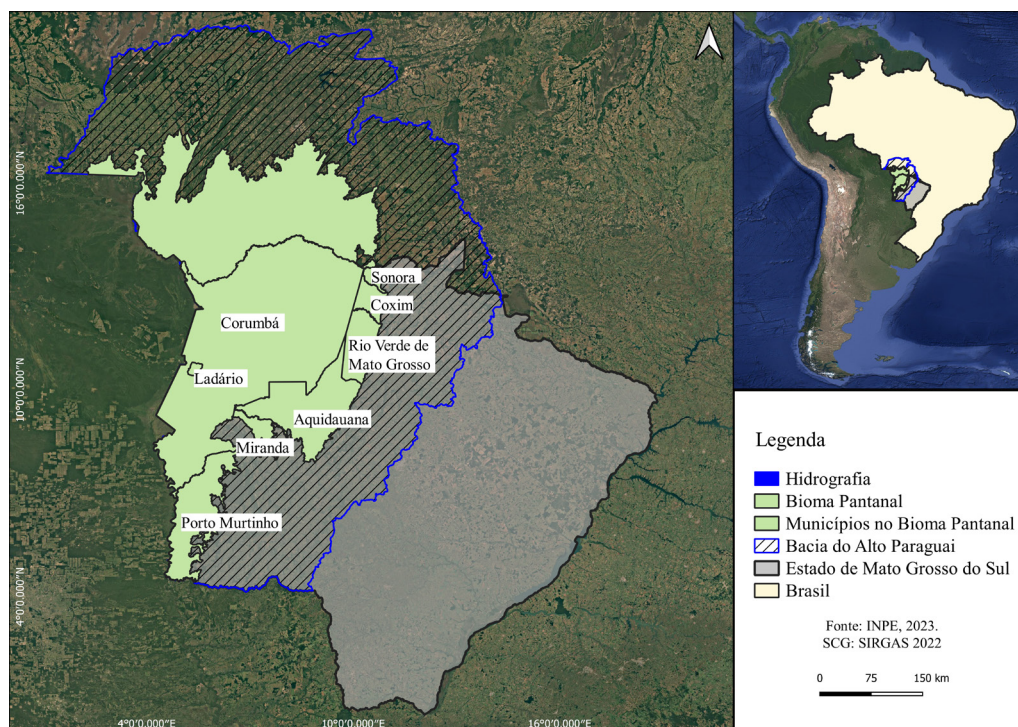 Sonora
Coxim
Corumbá
Rio Verde de
Mato Grosso
Ladário
Aquidauana
Miranda
Porto Murtinho
16°0'0.000"N
10°0'0.000"N
4°0'0.000"N
4°0'0.000"E
10°0'0.000"E
16°0'0.000"E
Legenda
Hidrografia
Bioma Pantanal
Municípios no Bioma Pantanal
Bacia do Alto Paraguai
Estado de Mato Grosso do Sul
Brasil
Fonte: INPE, 2023.
SCG: SIRGAS 2022
0 75 150 km